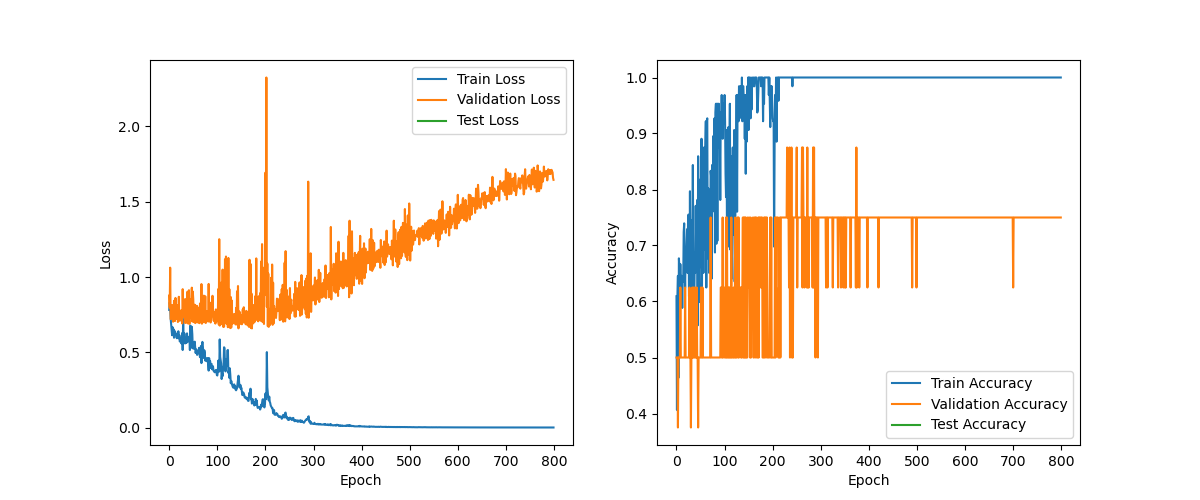 Train Loss
Validation Loss
Test Loss
2.0
1.5
1.0
0.5
0.0
Loss
0 100 200 300 400 500 600 700 800
Epoch
1.0
0.9
0.8
0.7
0.6
0.5
0.4
Accuracy
Train Accuracy
Validation Accuracy
Test Accuracy
0 100 200 300 400 500 600 700 800
Epoch